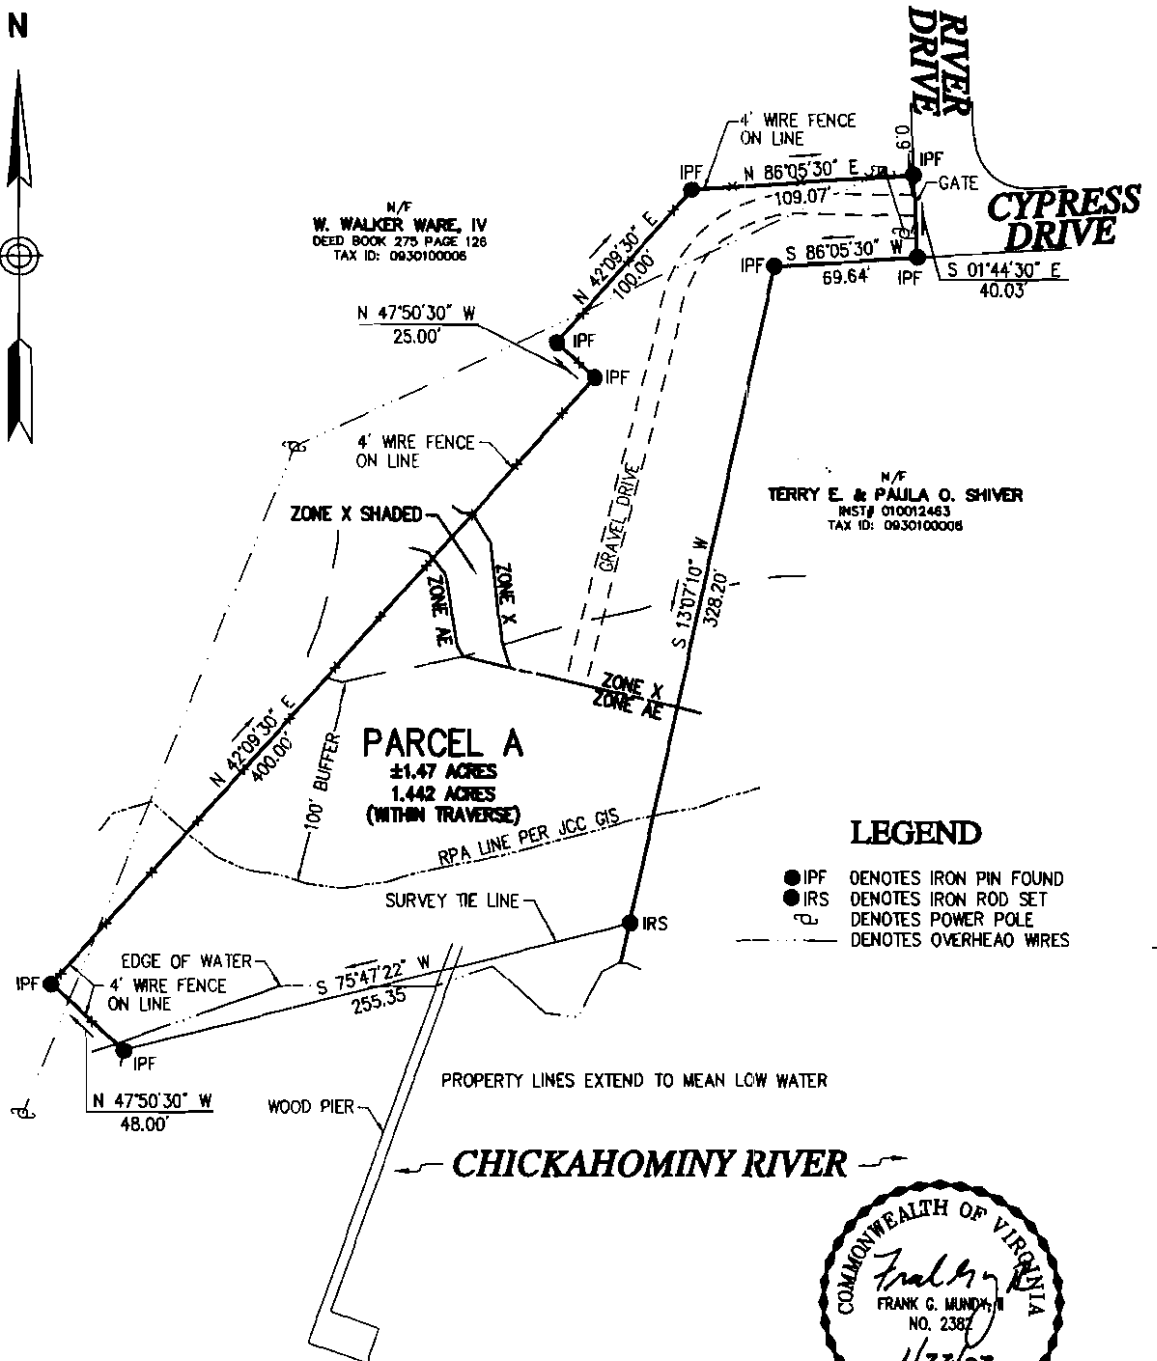 N
RIVER
DRIVE
4' WIRE FENCE
ON LINE
0.9
IPF
IPF
N 86°05'30" E
109.07'
GATE
CYPRESS
DRIVE
N/F
W. WALKER WARE, IV
DEED BOOK 275 PAGE 126
TAX ID: 0930100006
N 42°09'30" E
100.00'
IPF
S 86°05'30" W
69.64'
IPF
S 01°44'30" E
40.03'
N 47°50'30" W
25.00'
IPF
IPF
4' WIRE FENCE
ON LINE
ZONE X SHADED
GRAVEL DRIVE
N/F
TERRY E. & PAULA O. SHIVER
INST# 010012463
TAX ID: 0930100006
ZONE AE
ZONE X
S 13°07'10" W
328.20'
ZONE X
ZONE AE
N 42°09'30" E
400.00'
100' BUFFER
PARCEL A
±1.47 ACRES
1.442 ACRES
(WITHIN TRAVERSE)
RPA LINE PER JCC GIS
LEGEND
IPF DENOTES IRON PIN FOUND
IRS DENOTES IRON ROD SET
DENOTES POWER POLE
DENOTES OVERHEAD WIRES
SURVEY TIE LINE
IRS
EDGE OF WATER
IPF
4' WIRE FENCE
ON LINE
S 75°47'22" W
255.35'
IPF
N 47°50'30" W
48.00'
PROPERTY LINES EXTEND TO MEAN LOW WATER
WOOD PIER
CHICKAHOMINY RIVER
COMMONWEALTH OF VIRGINIA
FRANK G. MUNDY, II
NO. 2382